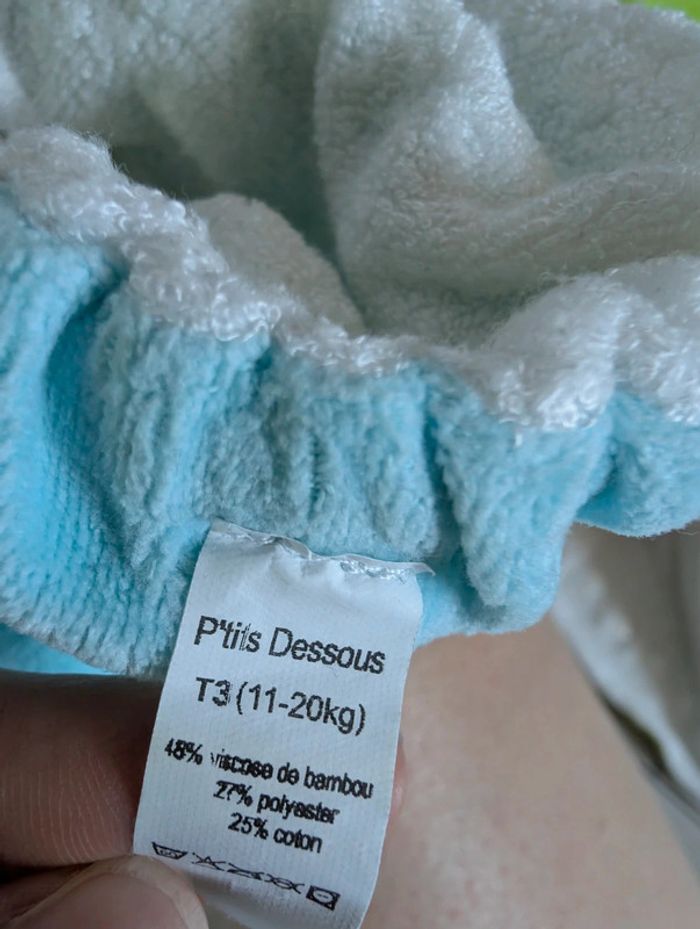 P'tits Dessous
T3 (11-20kg)
48% viscose de bambou
27% polyester
25% coton